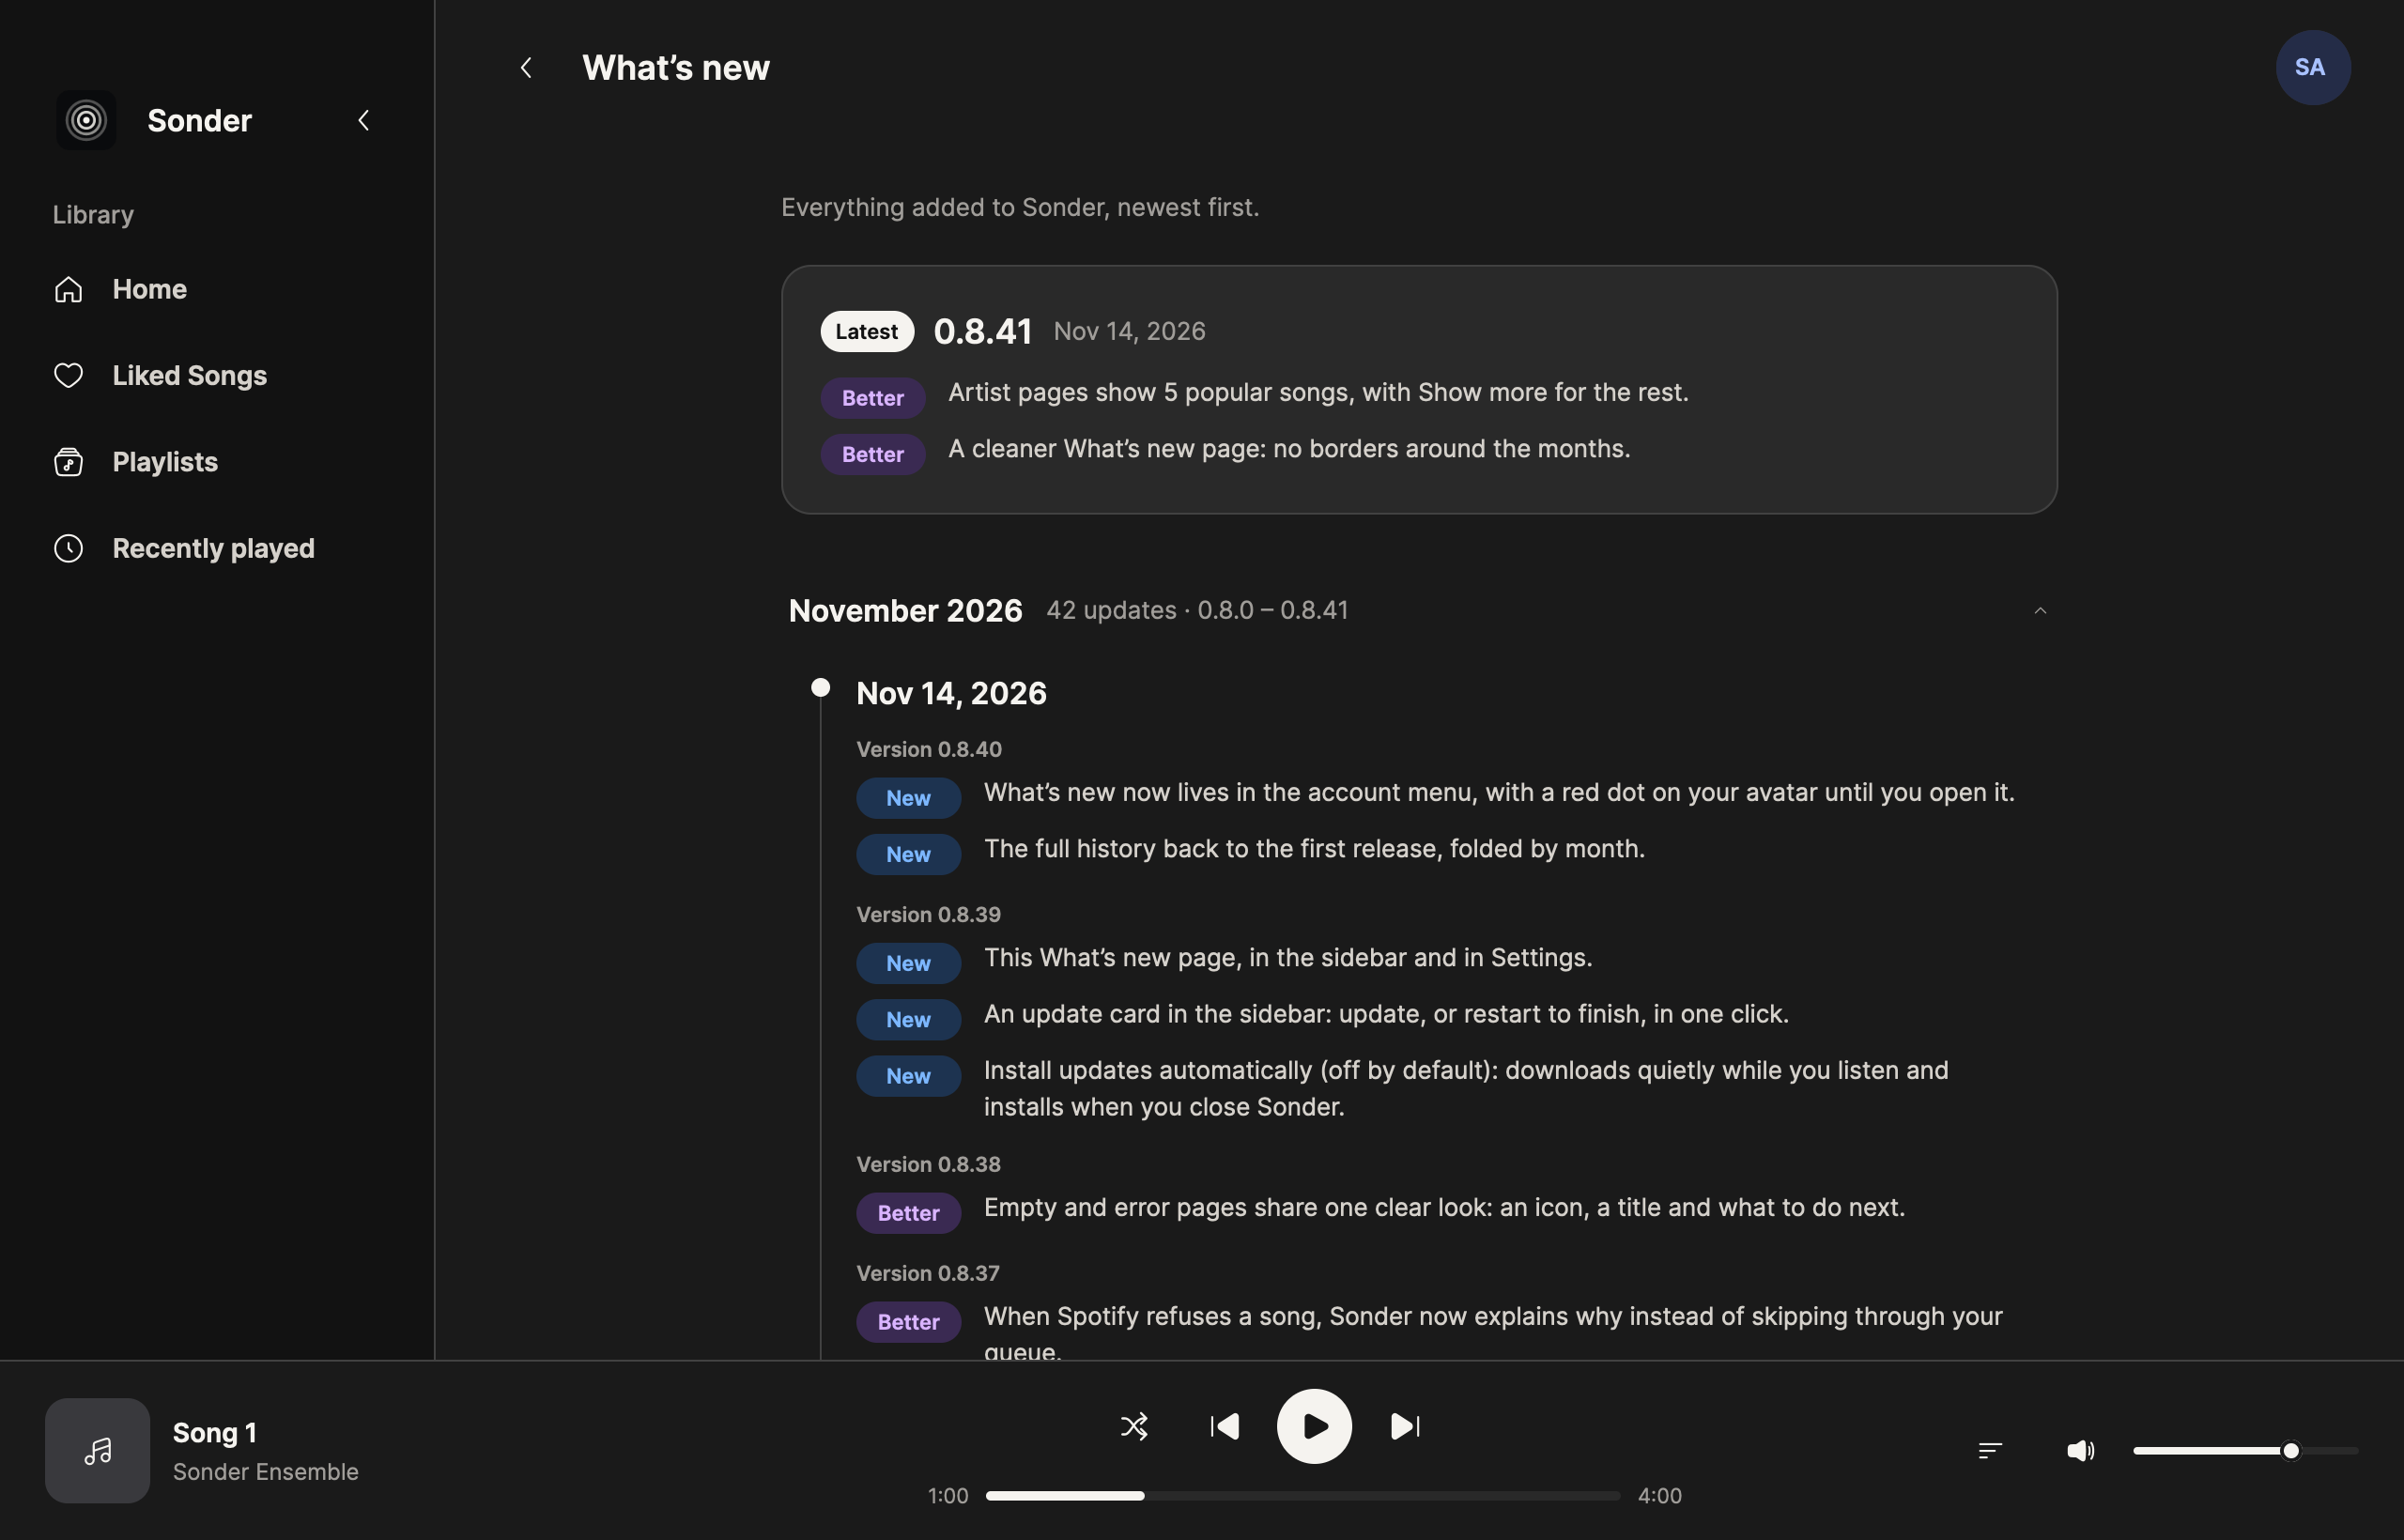 Sonder
Library
Home
Liked Songs
Playlists
Recently played
What’s new
SA
Everything added to Sonder, newest first.
Latest 0.8.41 Nov 14, 2026
Better Artist pages show 5 popular songs, with Show more for the rest.
Better A cleaner What’s new page: no borders around the months.
November 2026 42 updates · 0.8.0 – 0.8.41
Nov 14, 2026
Version 0.8.40
New What’s new now lives in the account menu, with a red dot on your avatar until you open it.
New The full history back to the first release, folded by month.
Version 0.8.39
New This What’s new page, in the sidebar and in Settings.
New An update card in the sidebar: update, or restart to finish, in one click.
New Install updates automatically (off by default): downloads quietly while you listen and
installs when you close Sonder.
Version 0.8.38
Better Empty and error pages share one clear look: an icon, a title and what to do next.
Version 0.8.37
Better When Spotify refuses a song, Sonder now explains why instead of skipping through your
queue.
Song 1
Sonder Ensemble
1:00
4:00